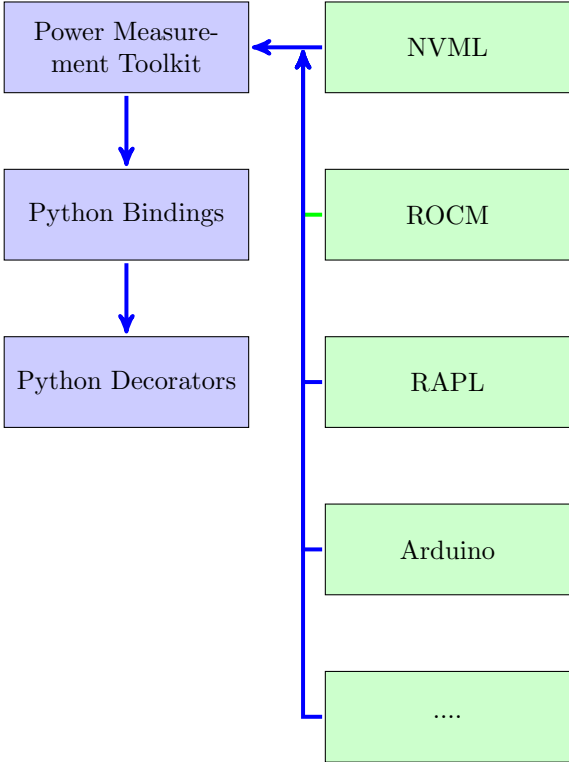 Power Measure-
ment Toolkit
NVML
Python Bindings
ROCM
Python Decorators
RAPL
Arduino
....